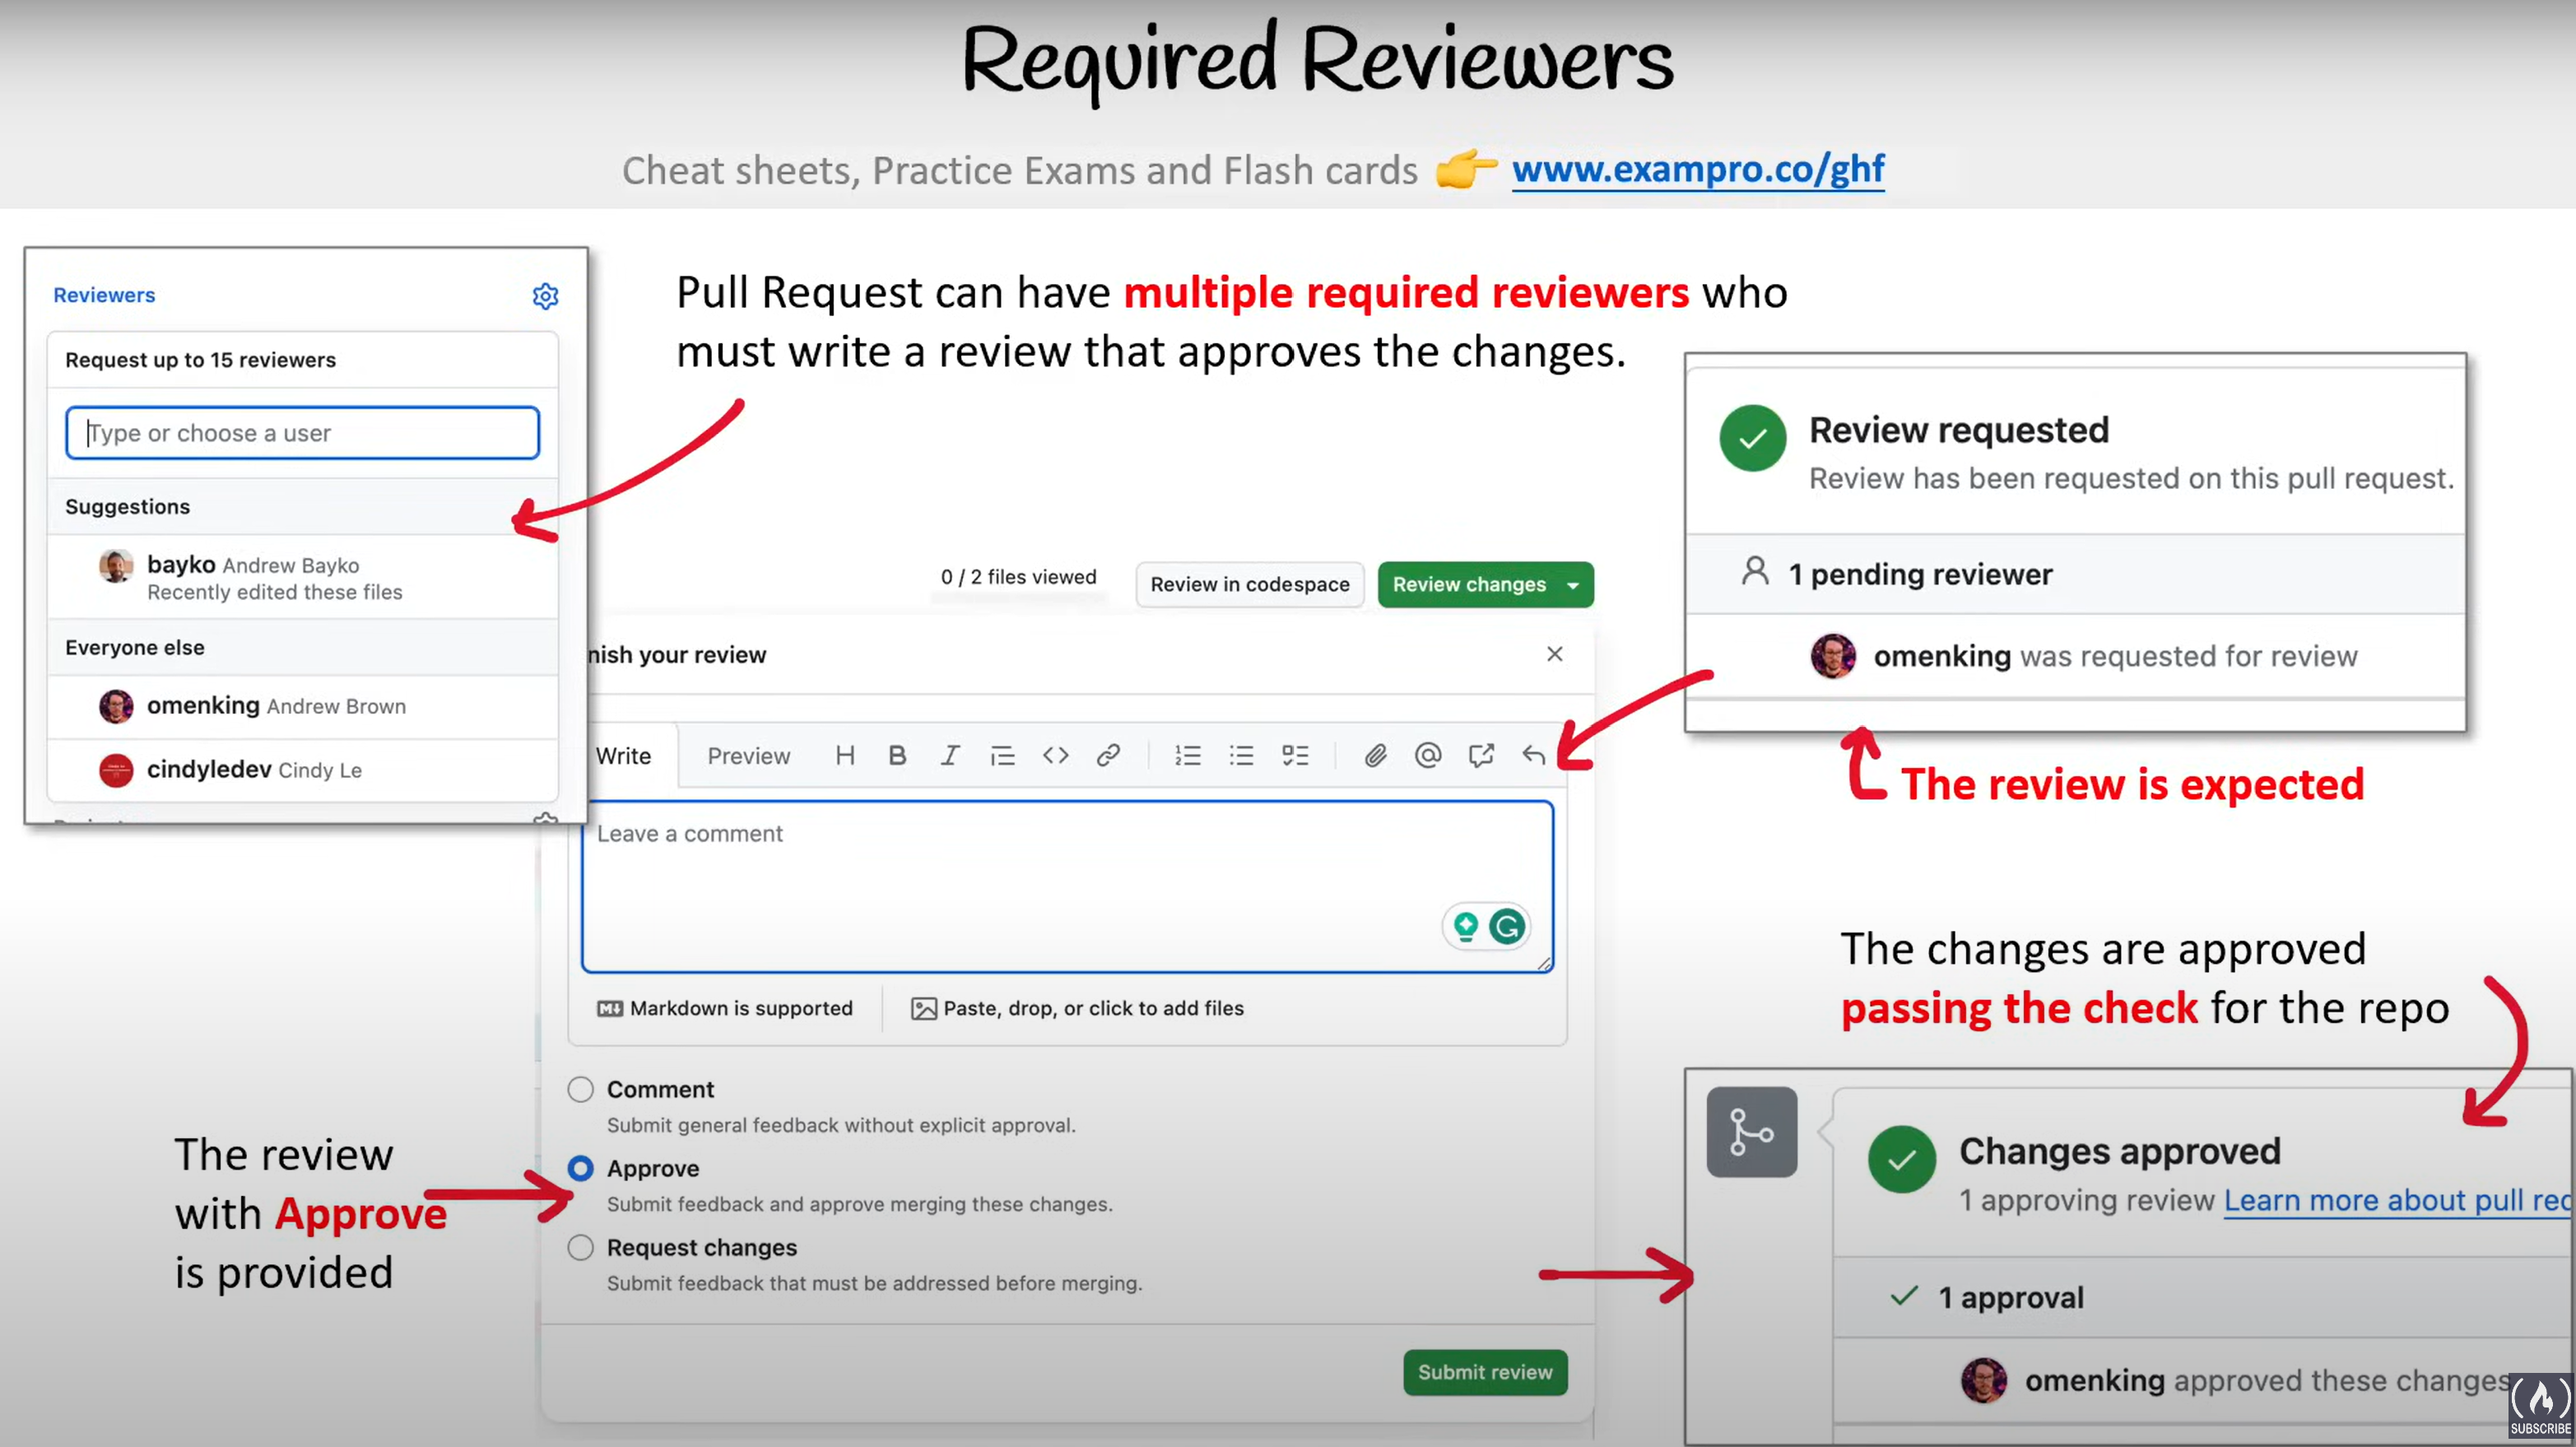 Required Reviewers
Cheat sheets, Practice Exams and Flash cards 👉 www.exampro.co/ghf
Reviewers
Request up to 15 reviewers
Type or choose a user
Suggestions
bayko Andrew Bayko
Recently edited these files
Everyone else
omenking Andrew Brown
cindyledev Cindy Le
Pull Request can have multiple required reviewers who
must write a review that approves the changes.
0 / 2 files viewed
Review in codespace
Review changes
nish your review
Write
Preview
Leave a comment
Markdown is supported
Paste, drop, or click to add files
Comment
Submit general feedback without explicit approval.
Approve
Submit feedback and approve merging these changes.
Request changes
Submit feedback that must be addressed before merging.
Submit review
The review
with Approve
is provided
Review requested
Review has been requested on this pull request.
1 pending reviewer
omenking was requested for review
The review is expected
The changes are approved
passing the check for the repo
Changes approved
1 approving review Learn more about pull rec
1 approval
omenking approved these changes
SUBSCRIBE